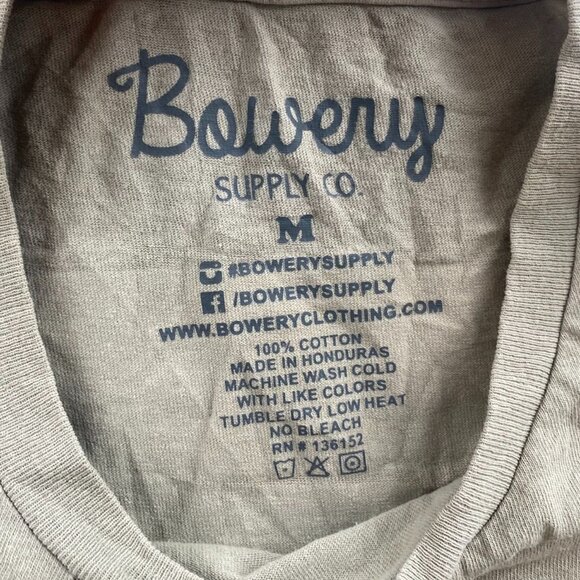 Bowery
SUPPLY CO.
M
#BOWERYSUPPLY
/BOWERYSUPPLY
WWW.BOWERYCLOTHING.COM
100% COTTON
MADE IN HONDURAS
MACHINE WASH COLD
WITH LIKE COLORS
TUMBLE DRY LOW HEAT
NO BLEACH
RN # 136152